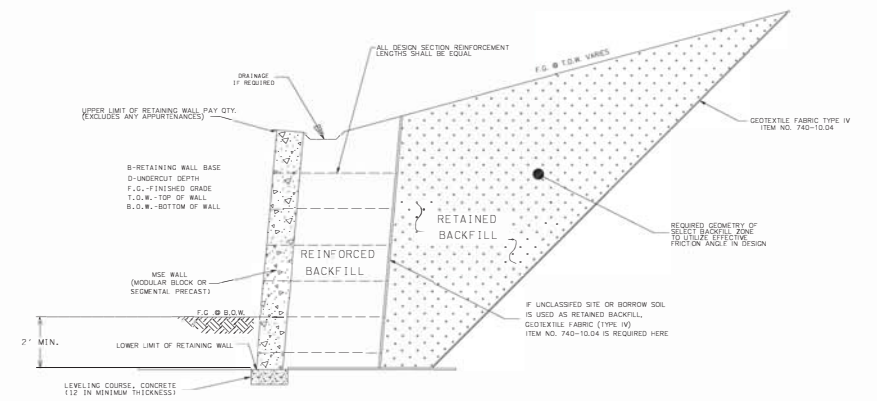 ALL DESIGN SECTION REINFORCEMENT
LENGTHS SHALL BE EQUAL
F.G. @ T.O.W. VARIES
DRAINAGE
IF REQUIRED
UPPER LIMIT OF RETAINING WALL PAY QTY.
(EXCLUDES ANY APPURTENANCES)
GEOTEXTILE FABRIC TYPE IV
ITEM NO. 740-10.04
B-RETAINING WALL BASE
D-UNDERCUT DEPTH
F.G.-FINISHED GRADE
T.O.W.-TOP OF WALL
B.O.W.-BOTTOM OF WALL
RETAINED
BACKFILL
REQUIRED GEOMETRY OF
SELECT BACKFILL ZONE
TO UTILIZE EFFECTIVE
FRICTION ANGLE IN DESIGN
REINFORCED
BACKFILL
MSE WALL
(MODULAR BLOCK OR
SEGMENTAL PRECAST)
IF UNCLASSIFED SITE OR BORROW SOIL
IS USED AS RETAINED BACKFILL,
GEOTEXTILE FABRIC (TYPE IV)
ITEM NO. 740-10.04 IS REQUIRED HERE
F.G. @ B.O.W.
2' MIN.
LOWER LIMIT OF RETAINING WALL
LEVELING COURSE, CONCRETE
(12 IN MINIMUM THICKNESS)